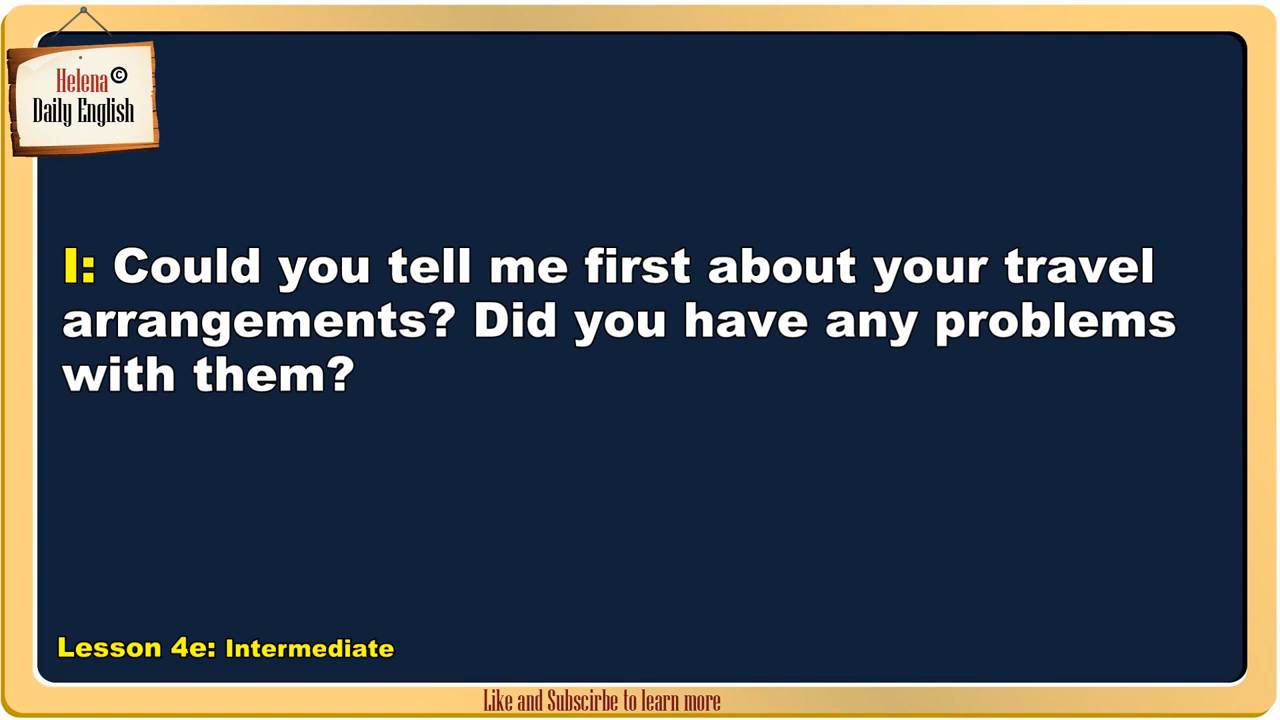 Helena©
Daily English
I: Could you tell me first about your travel
arrangements? Did you have any problems
with them?
Lesson 4e: Intermediate
Like and Subscirbe to learn more